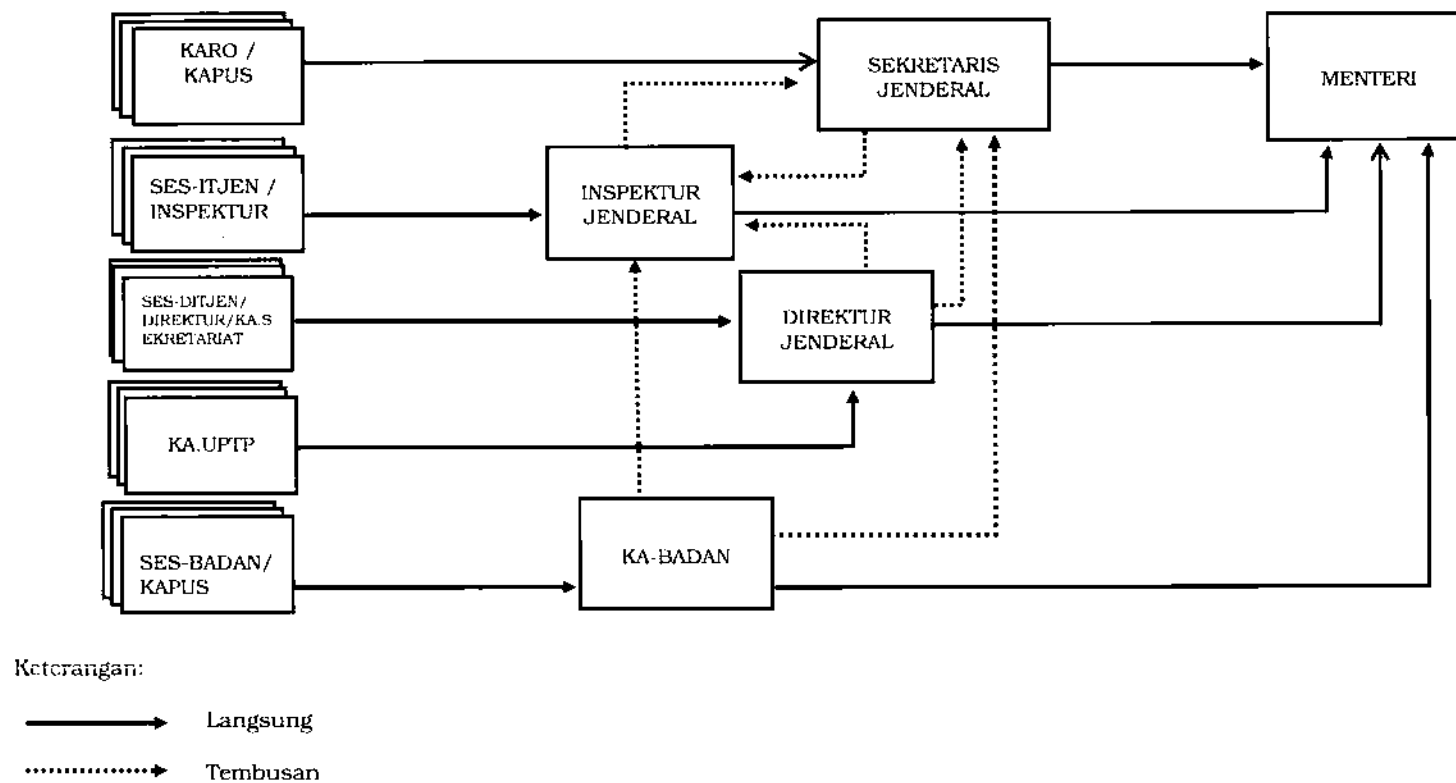 KARO /
KAPUS
SEKRETARIS
JENDERAL
MENTERI
SES-ITJEN /
INSPEKTUR
INSPEKTUR
JENDERAL
SES-DITJEN/
DIREKTUR/KA.S
EKRETARIAT
DIREKTUR
JENDERAL
KA.UPTP
SES-BADAN/
KAPUS
KA-BADAN
Keterangan:
Langsung
Tembusan